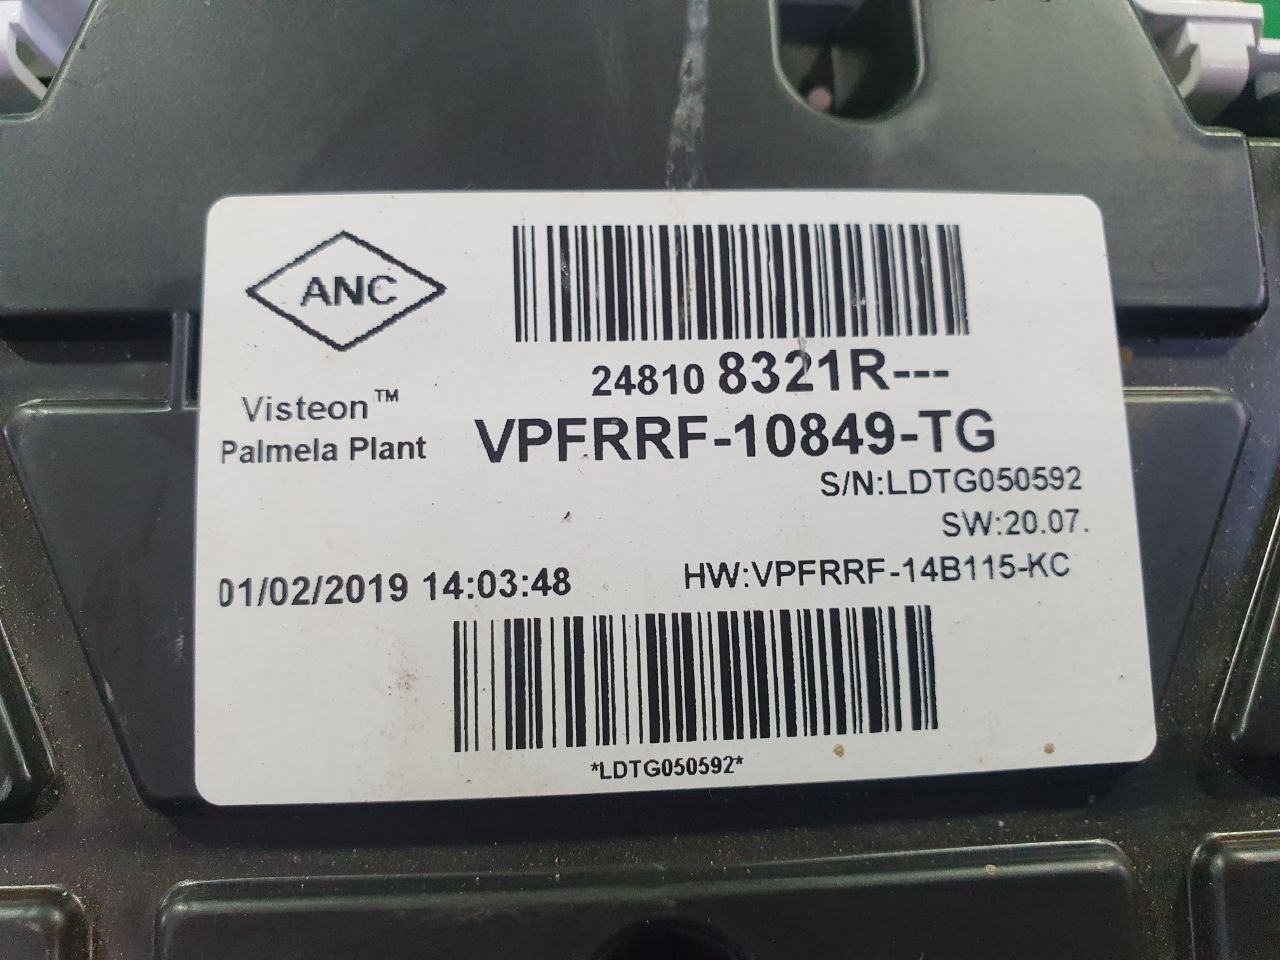 ANC
Visteon™
Palmela Plant
24810 8321R---
VPFRRF-10849-TG
S/N:LDTG050592
SW:20.07.
01/02/2019 14:03:48
HW:VPFRRF-14B115-KC
*LDTG050592*